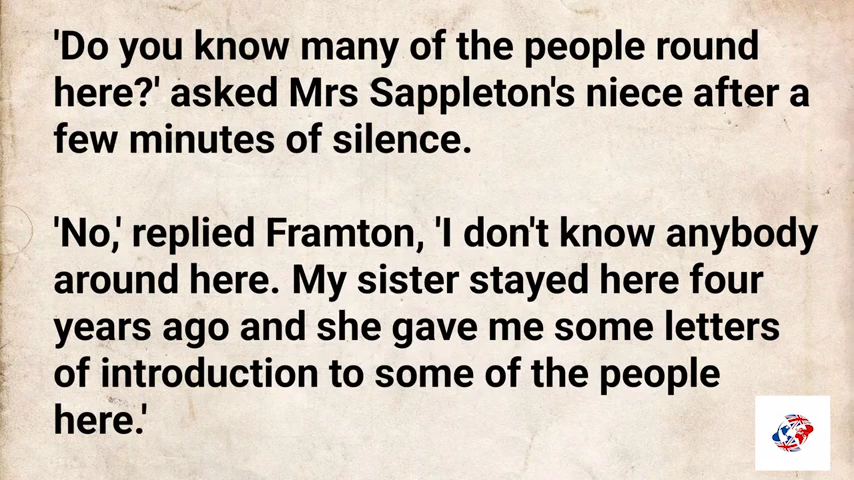 'Do you know many of the people round
here?' asked Mrs Sappleton's niece after a
few minutes of silence.
'No,' replied Framton, 'I don't know anybody
around here. My sister stayed here four
years ago and she gave me some letters
of introduction to some of the people
here.'